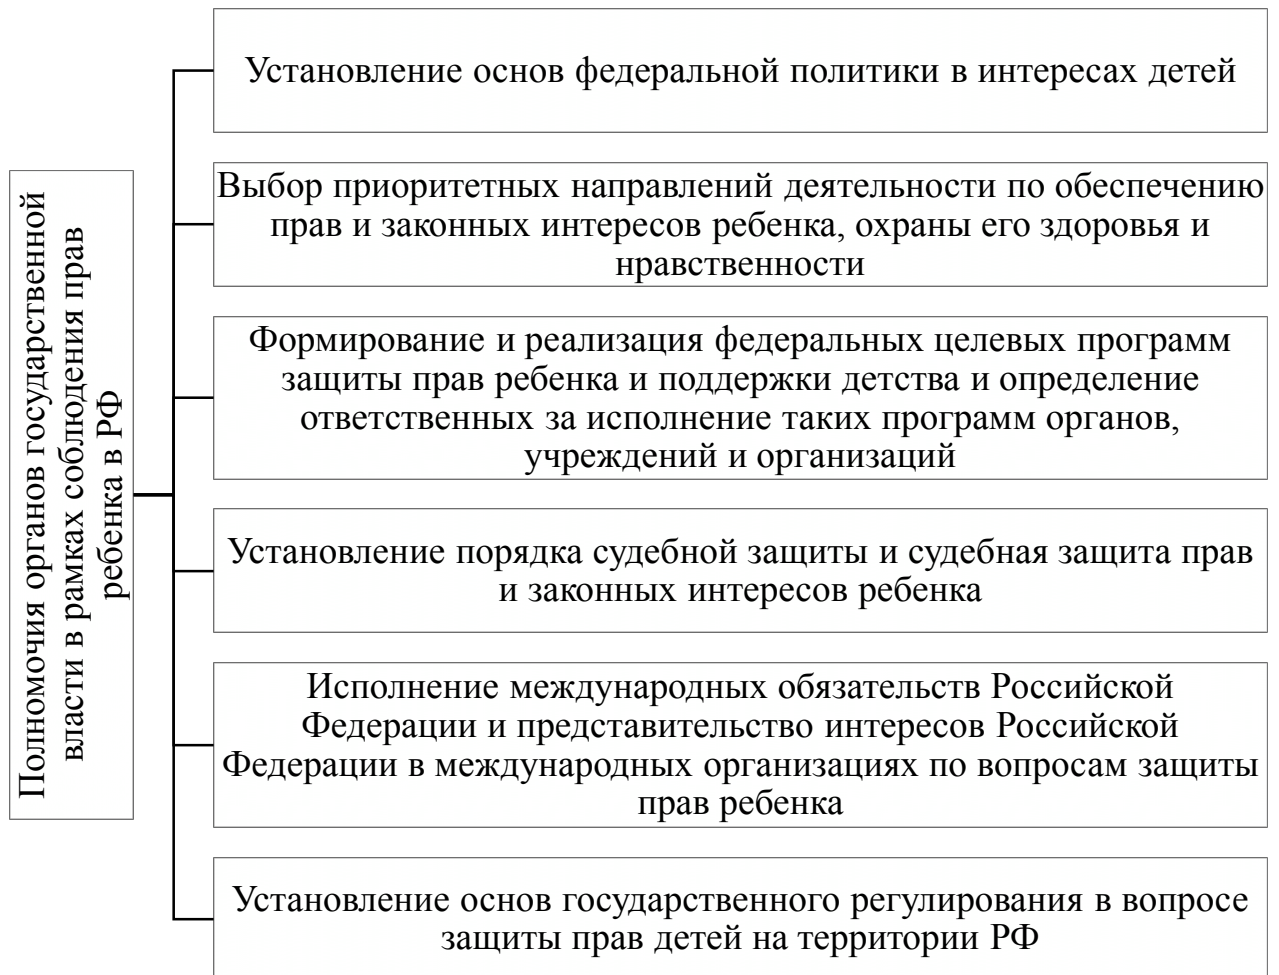 Полномочия органов государственной
власти в рамках соблюдения прав
ребенка в РФ
Установление основ федеральной политики в интересах детей
Выбор приоритетных направлений деятельности по обеспечению
прав и законных интересов ребенка, охраны его здоровья и
нравственности
Формирование и реализация федеральных целевых программ
защиты прав ребенка и поддержки детства и определение
ответственных за исполнение таких программ органов,
учреждений и организаций
Установление порядка судебной защиты и судебная защита прав
и законных интересов ребенка
Исполнение международных обязательств Российской
Федерации и представительство интересов Российской
Федерации в международных организациях по вопросам защиты
прав ребенка
Установление основ государственного регулирования в вопросе
защиты прав детей на территории РФ